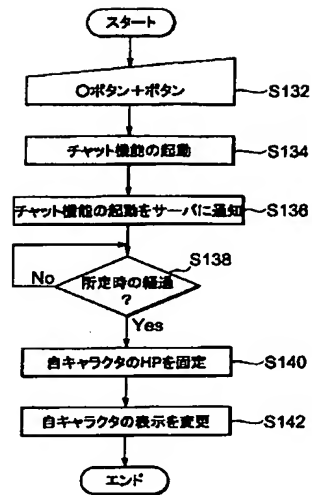 スタート
○ボタン+ボタン
S132
チャット機能の起動
S134
チャット機能の起動をサーバに通知
S136
所定時の経過
?
S138
No
Yes
自キャラクタのHPを固定
S140
自キャラクタの表示を変更
S142
エンド